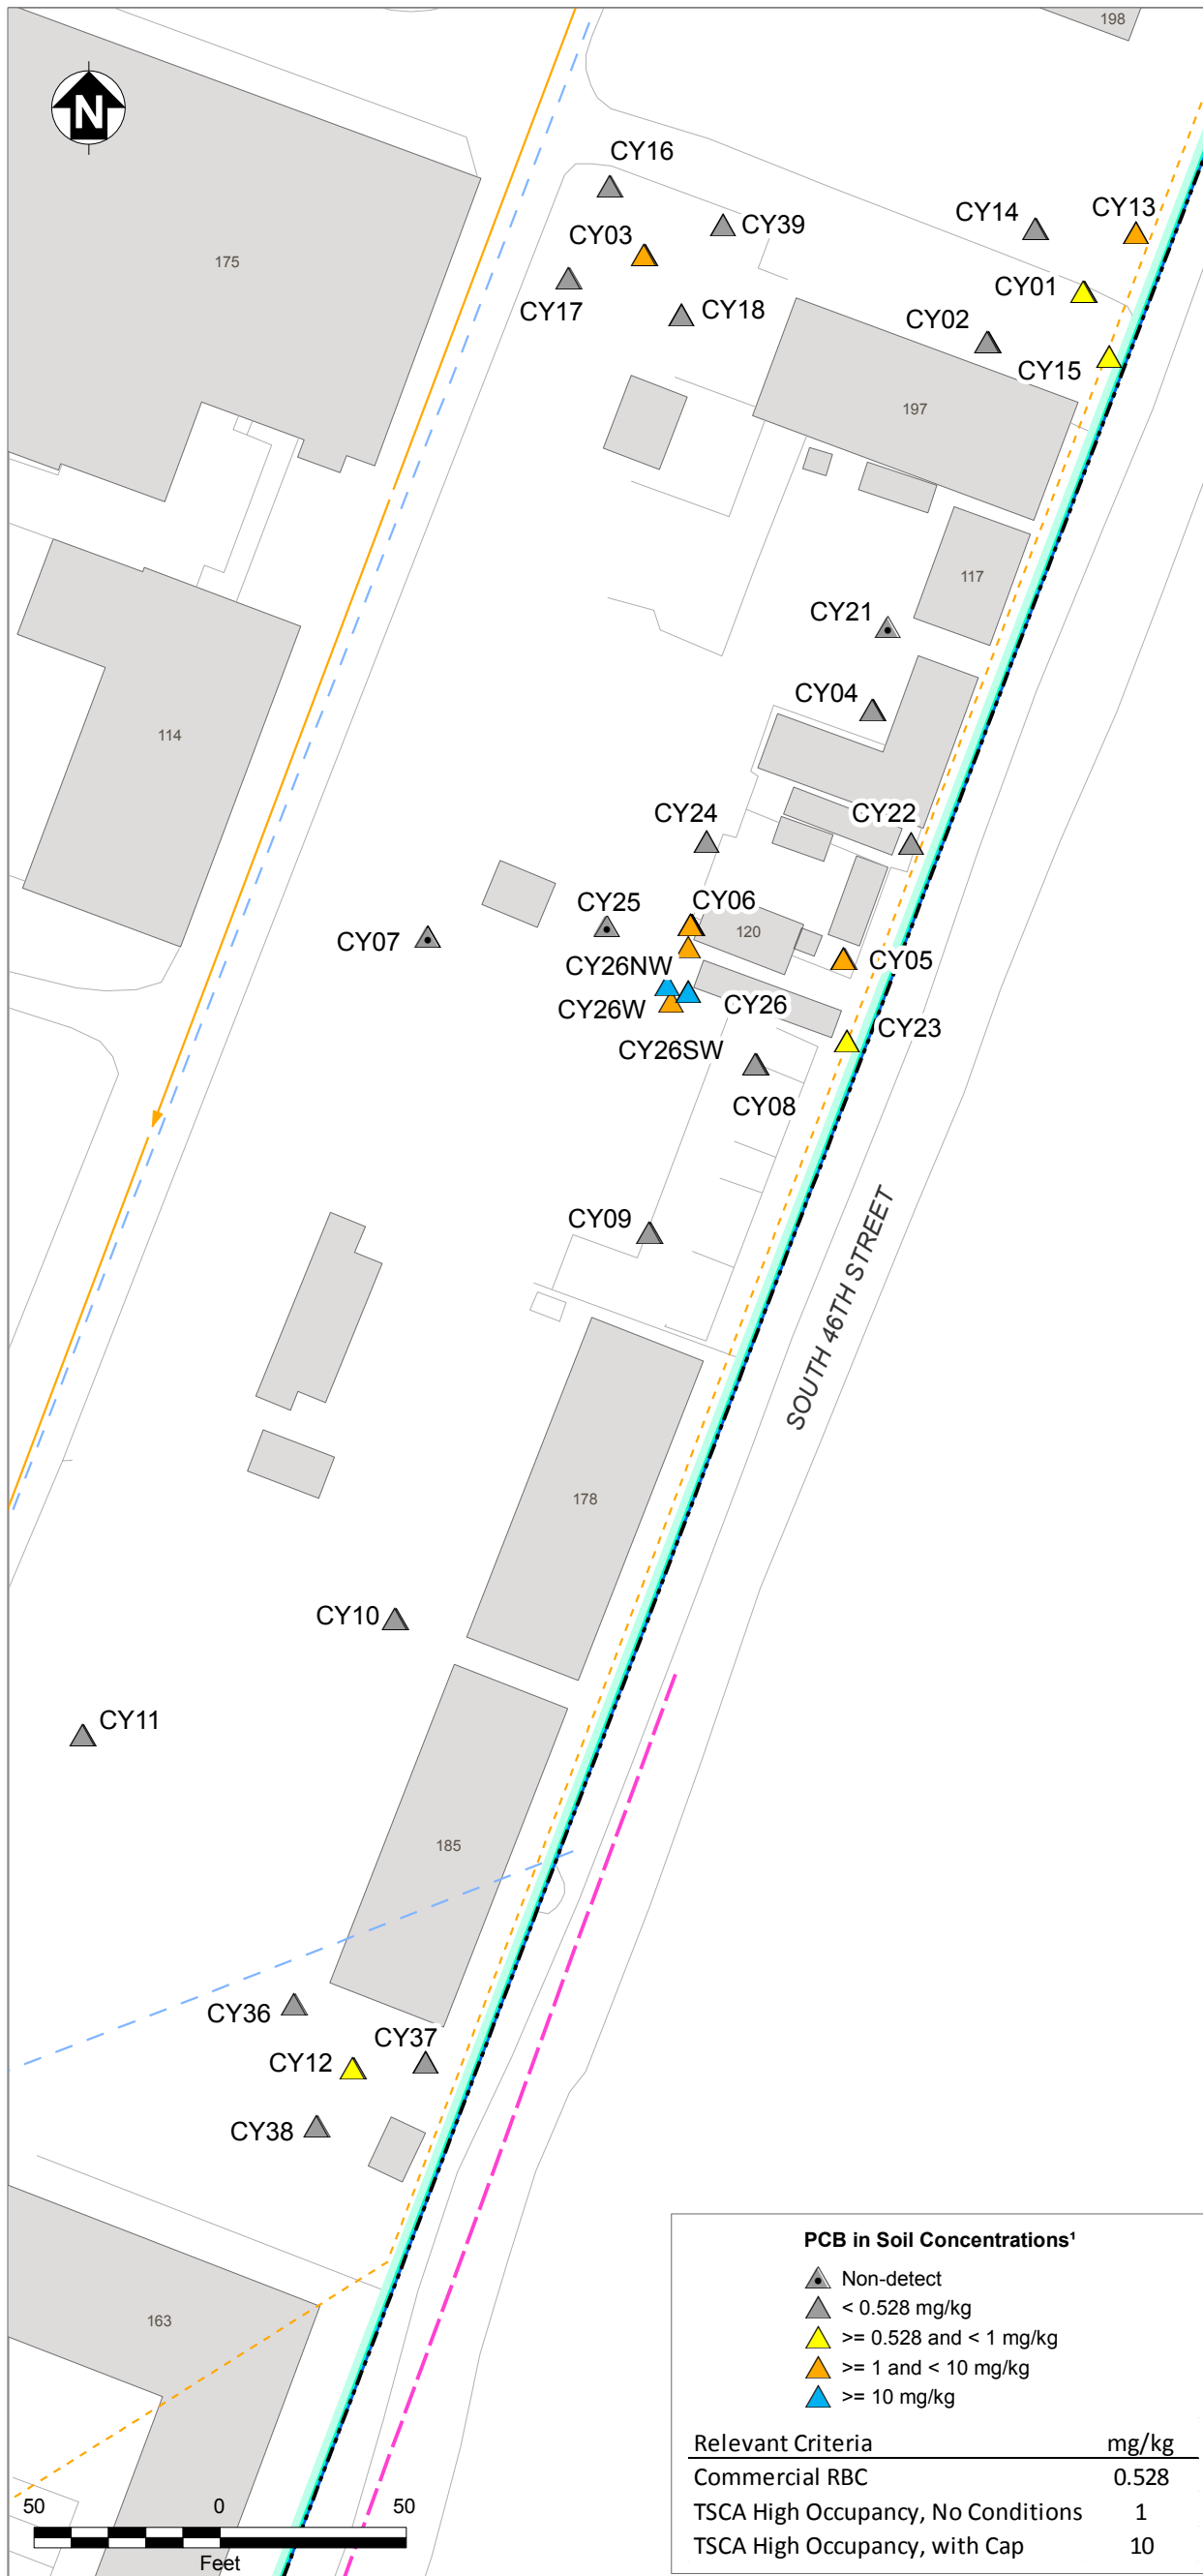 198
N
CY16
CY39
CY14
CY13
CY03
175
CY17
CY01
CY18
CY02
CY15
197
117
CY21
CY04
114
CY24
CY22
CY06
CY25
120
CY07
CY05
CY26NW
CY26
CY26W
CY23
CY26SW
CY08
CY09
SOUTH 46TH STREET
178
CY10
CY11
185
CY36
CY37
CY12
CY38
163
50 0 50
Feet
PCB in Soil Concentrations¹
Non-detect
< 0.528 mg/kg
>= 0.528 and < 1 mg/kg
>= 1 and < 10 mg/kg
>= 10 mg/kg
Relevant Criteria mg/kg
Commercial RBC 0.528
TSCA High Occupancy, No Conditions 1
TSCA High Occupancy, with Cap 10